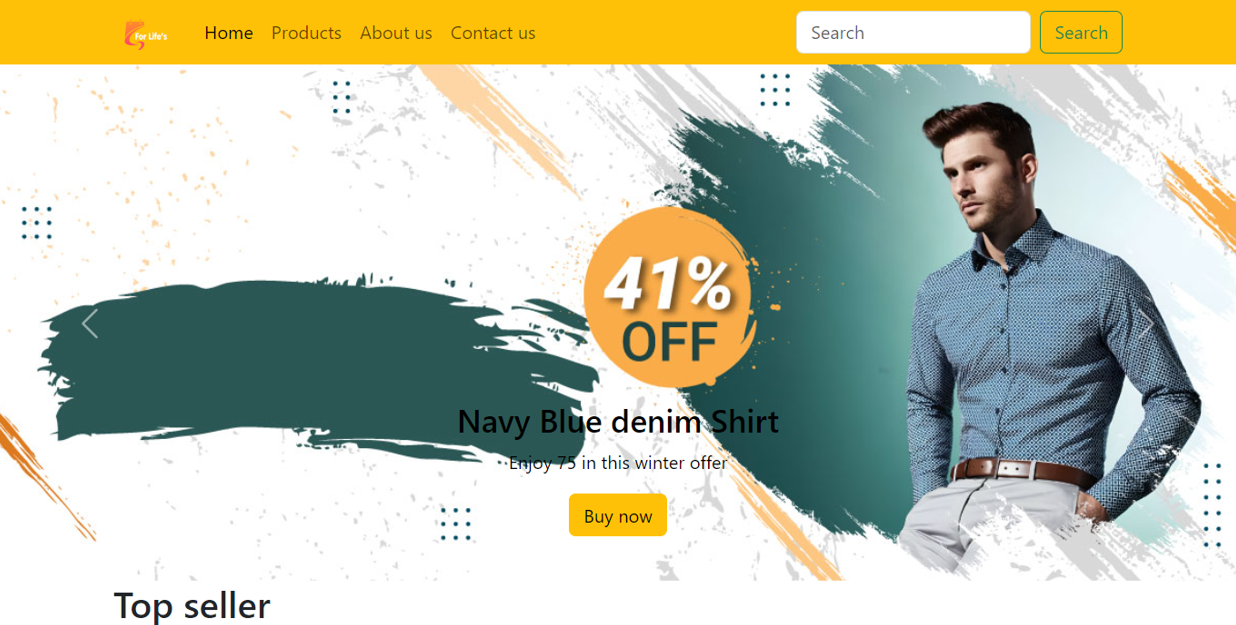 For Life's
Home Products About us Contact us
Search Search
41%
OFF
Navy Blue denim Shirt
Enjoy 75 in this winter offer
Buy now
Top seller